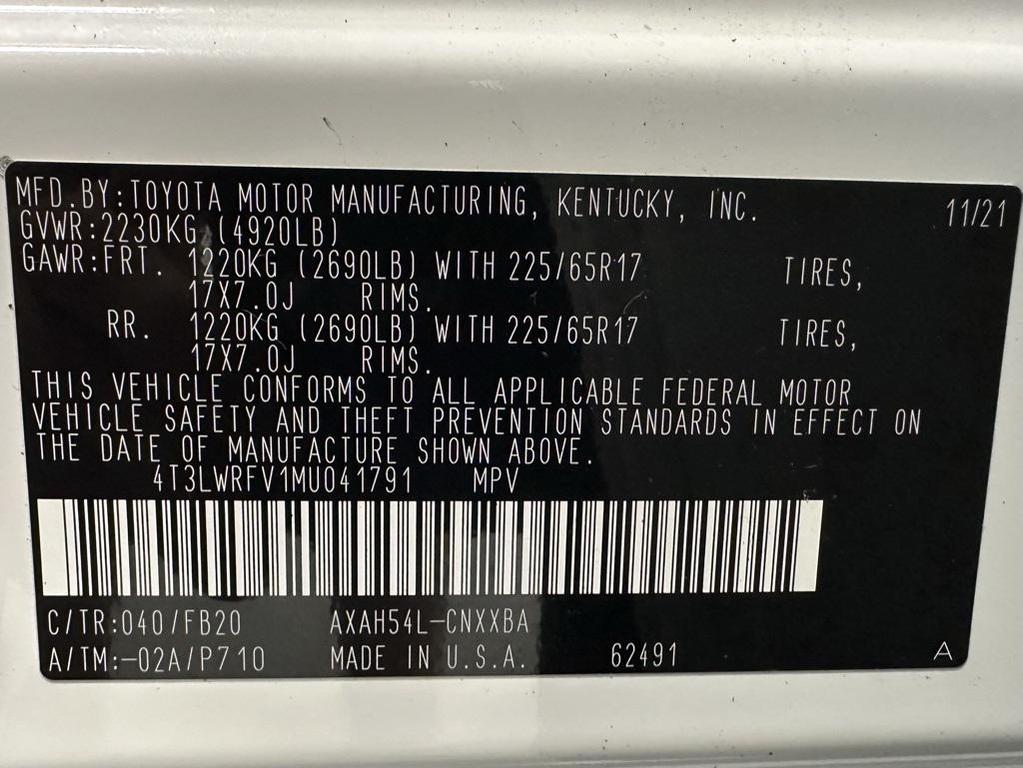 MFD.BY:TOYOTA MOTOR MANUFACTURING, KENTUCKY, INC. 11/21
GVWR:2230KG (4920LB)
GAWR:FRT. 1220KG (2690LB) WITH 225/65R17 TIRES,
17X7.0J RIMS.
RR. 1220KG (2690LB) WITH 225/65R17 TIRES,
17X7.0J RIMS.
THIS VEHICLE CONFORMS TO ALL APPLICABLE FEDERAL MOTOR
VEHICLE SAFETY AND THEFT PREVENTION STANDARDS IN EFFECT ON
THE DATE OF MANUFACTURE SHOWN ABOVE.
4T3LWRFV1MU041791 MPV
C/TR:040/FB20 AXAH54L-CNXXBA
A/TM:-02A/P710 MADE IN U.S.A. 62491 A